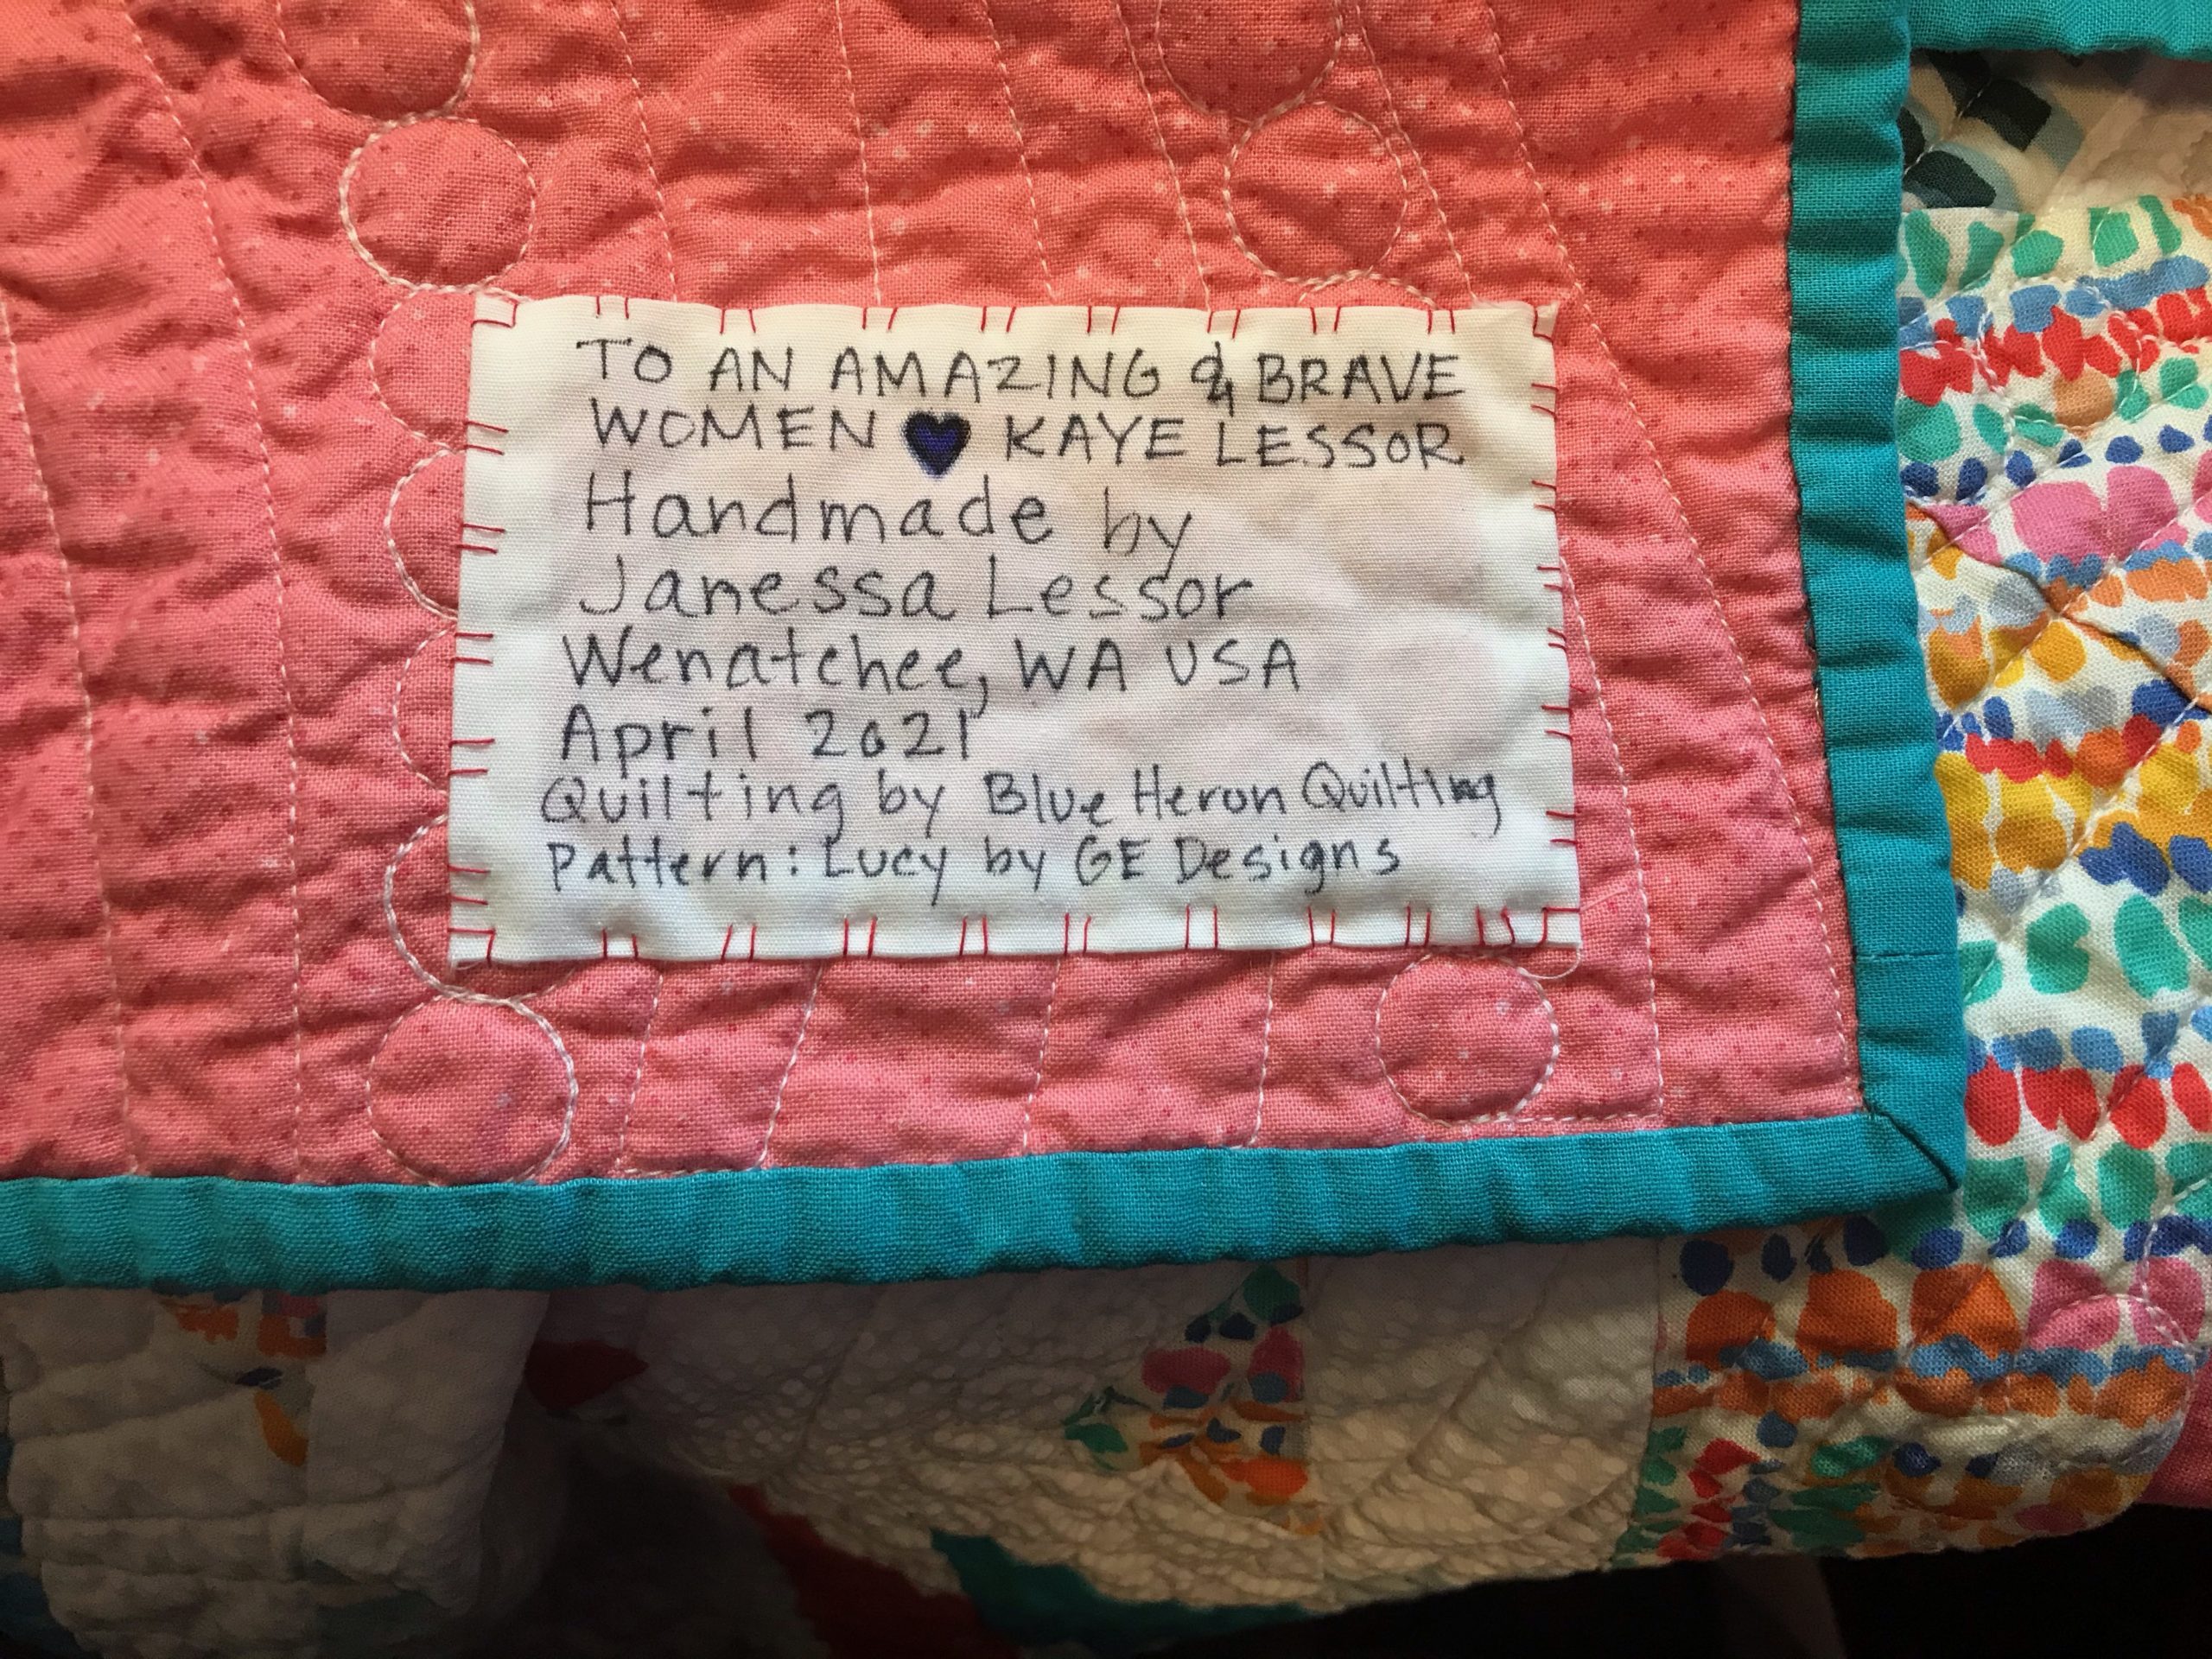 TO AN AMAZING & BRAVE
WOMEN ♥ KAYE LESSOR
Handmade by
Janessa Lessor
Wenatchee, WA USA
April 2021
Quilting by Blue Heron Quilting
Pattern: Lucy by GE Designs